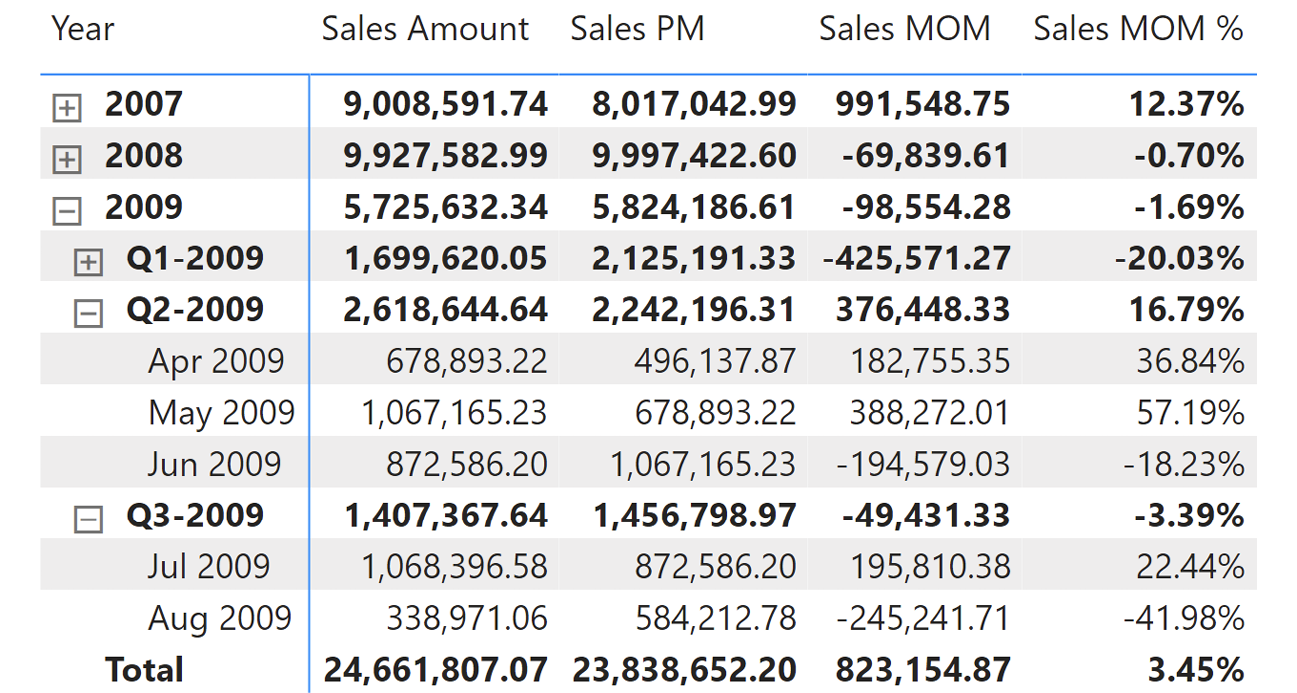 Year Sales Amount Sales PM Sales MOM Sales MOM %
2007 9,008,591.74 8,017,042.99 991,548.75 12.37%
2008 9,927,582.99 9,997,422.60 -69,839.61 -0.70%
2009 5,725,632.34 5,824,186.61 -98,554.28 -1.69%
Q1-2009 1,699,620.05 2,125,191.33 -425,571.27 -20.03%
Q2-2009 2,618,644.64 2,242,196.31 376,448.33 16.79%
Apr 2009 678,893.22 496,137.87 182,755.35 36.84%
May 2009 1,067,165.23 678,893.22 388,272.01 57.19%
Jun 2009 872,586.20 1,067,165.23 -194,579.03 -18.23%
Q3-2009 1,407,367.64 1,456,798.97 -49,431.33 -3.39%
Jul 2009 1,068,396.58 872,586.20 195,810.38 22.44%
Aug 2009 338,971.06 584,212.78 -245,241.71 -41.98%
Total 24,661,807.07 23,838,652.20 823,154.87 3.45%